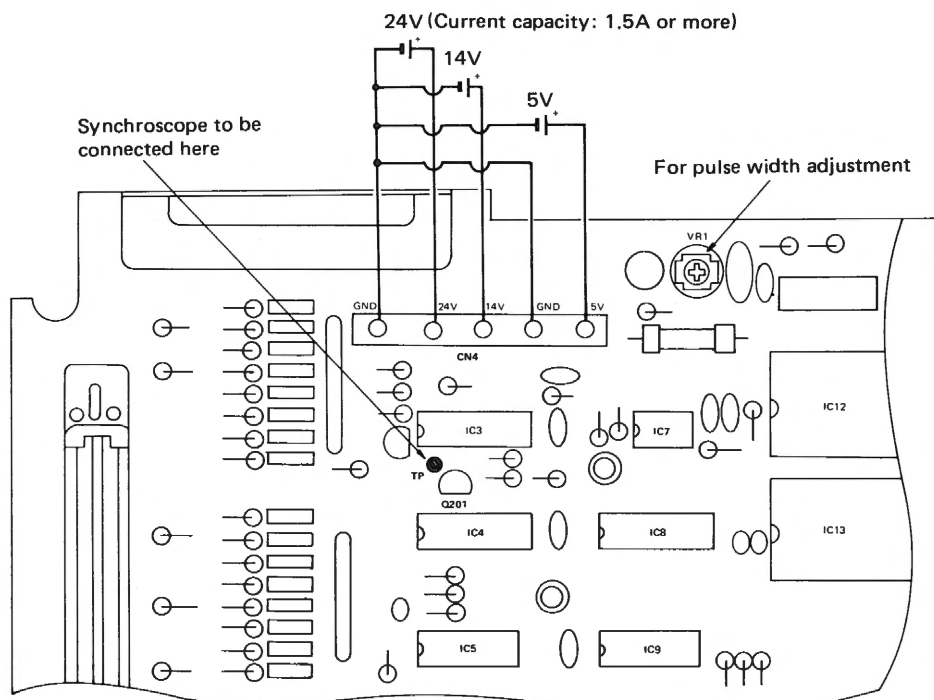 24V (Current capacity: 1.5A or more)
14V
5V
Synchroscope to be
connected here
For pulse width adjustment
VR1
GND 24V 14V GND 5V
CN4
IC3
IC7
IC12
TP
Q201
IC4
IC8
IC13
IC5
IC9